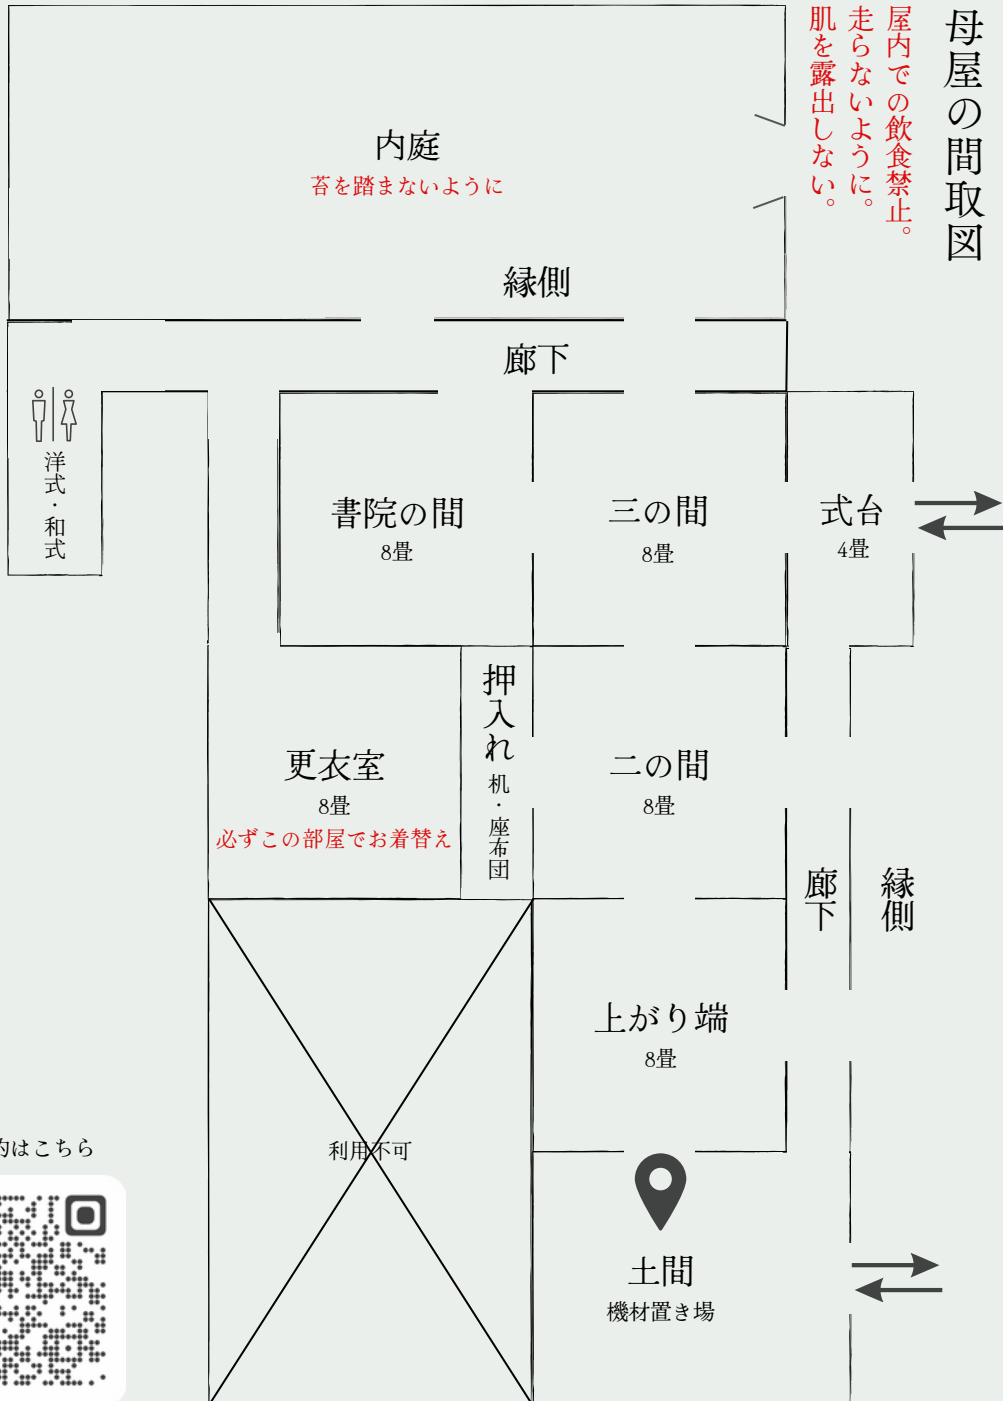 母屋の間取図
屋内での飲食禁止。
走らないように。
肌を露出しない。
内庭
苔を踏まないように
縁側
廊下
洋式・和式
書院の間
8畳
三の間
8畳
式台
4畳
更衣室
8畳
必ずこの部屋でお着替え
押入れ 机・座布団
二の間
8畳
廊下
縁側
上がり端
8畳
利用不可
土間
機材置き場
約はこちら